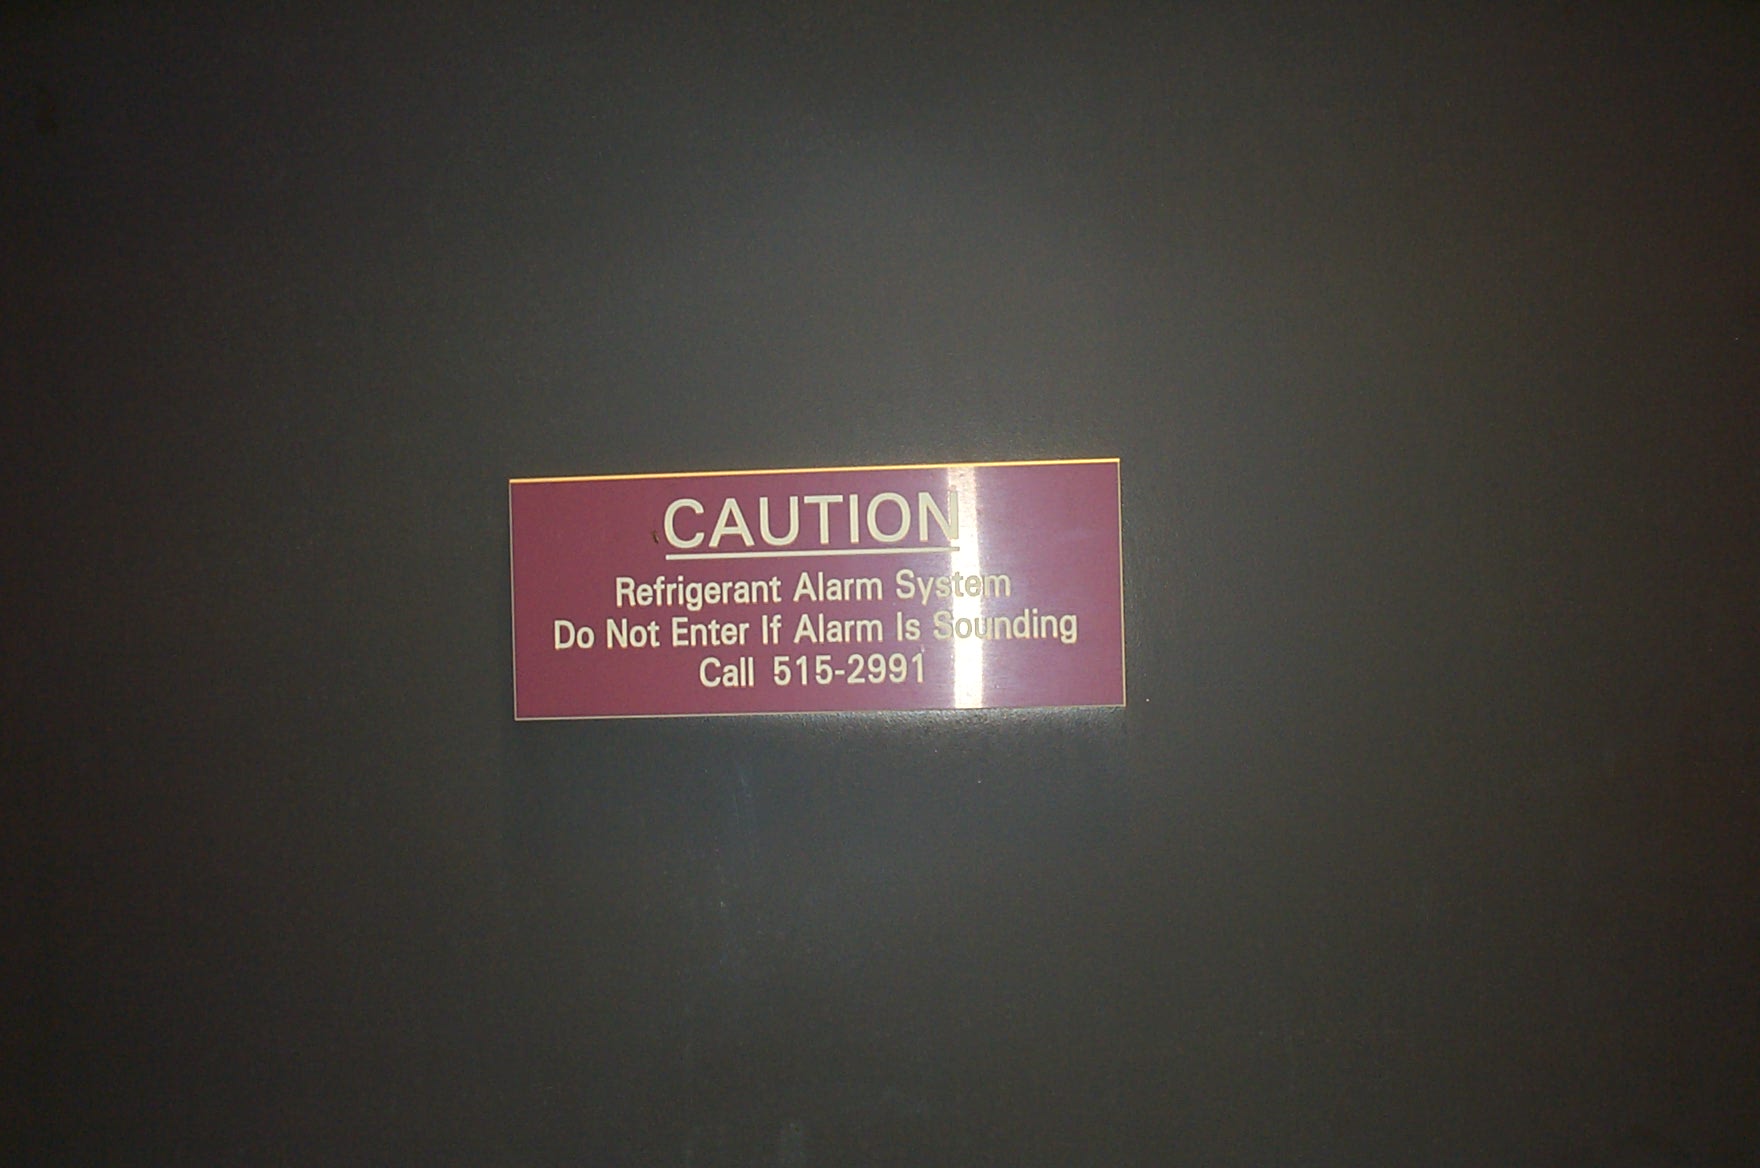 CAUTION
Refrigerant Alarm System
Do Not Enter If Alarm Is Sounding
Call 515-2991